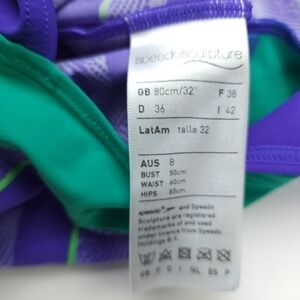 speedosculpture
GB 80cm/32" F 38
D 36 I 42
LatAm talla 32
AUS 8
BUST 80cm
WAIST 60cm
HIPS 85cm
speedo and Speedo
Sculpture are registered
trademarks of and used
under licence from Speedo
Holdings B.V.
GB F D I NL ES P